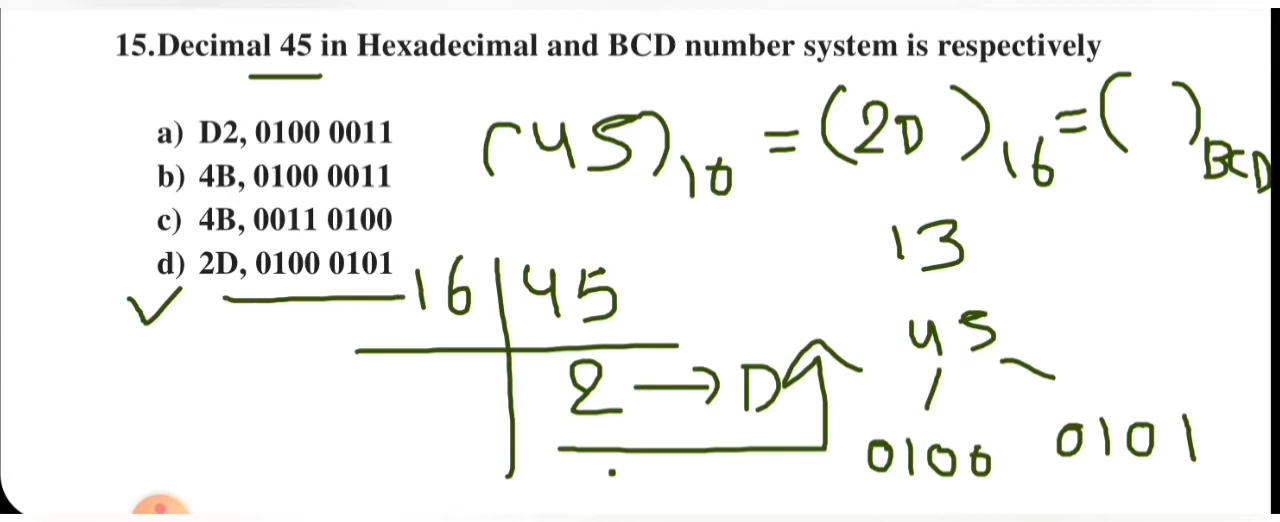 15.Decimal 45 in Hexadecimal and BCD number system is respectively
a) D2, 0100 0011
b) 4B, 0100 0011
c) 4B, 0011 0100
d) 2D, 0100 0101
(45)10 = (2D)16 = ( )BCD
13
16 45
2 → D
45
0100 0101